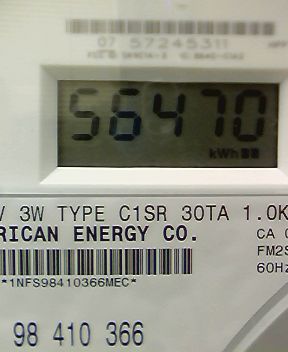 07 57245311
56470
kWh
V 3W TYPE C1SR 30TA 1.0K
RICAN ENERGY CO.
CA
FM2S
60Hz
*1NFS98410366MEC*
98 410 366